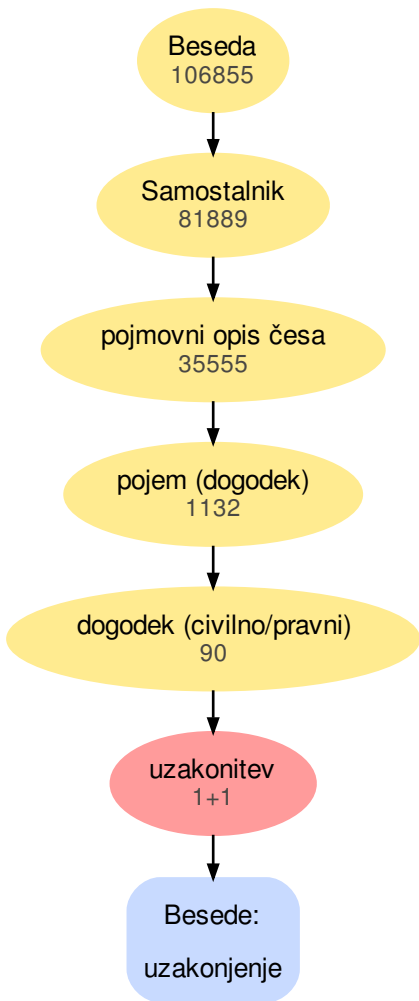 Beseda
106855
Samostalnik
81889
pojmovni opis česa
35555
pojem (dogodek)
1132
dogodek (civilno/pravni)
90
uzakonitev
1+1
Besede:
uzakonjenje